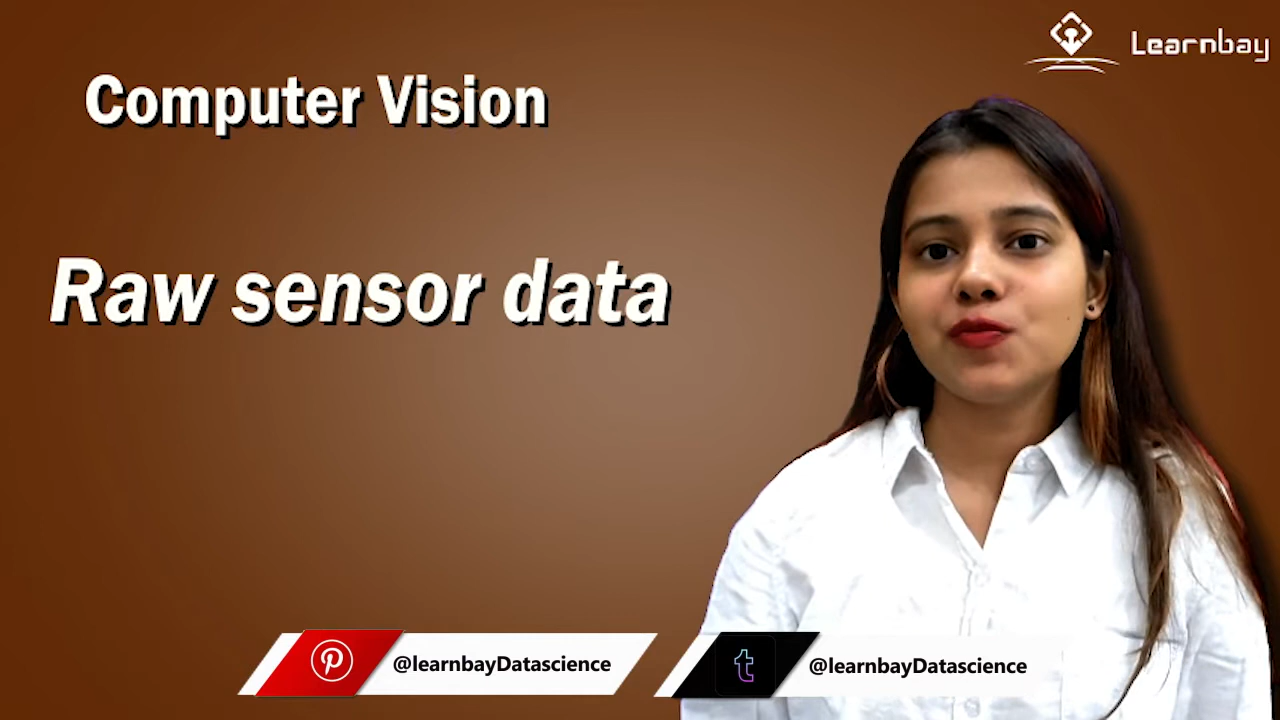 Learnbay
Computer Vision
Raw sensor data
@learnbayDatascience
@learnbayDatascience